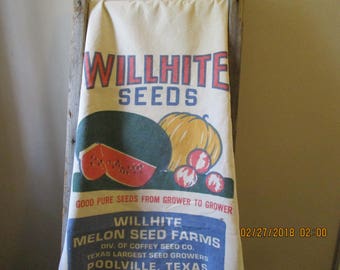 WILLHITE
SEEDS
GOOD PURE SEEDS FROM GROWER TO GROWER
WILLHITE
MELON SEED FARMS
DIV. OF COFFEY SEED CO.
TEXAS LARGEST SEED GROWERS
POOLVILLE, TEXAS
02/27/2018 02:00